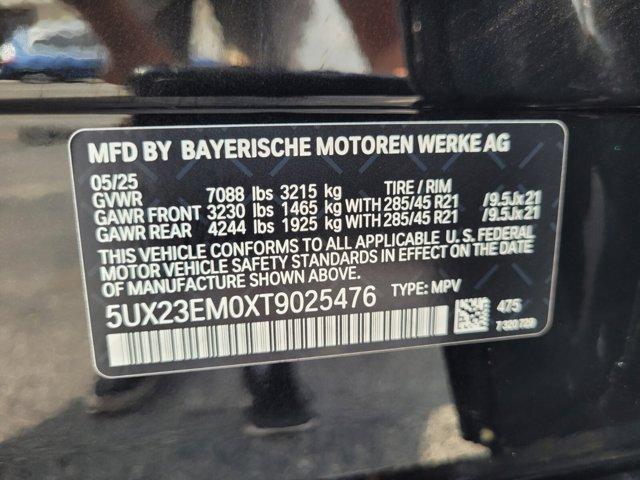 MFD BY BAYERISCHE MOTOREN WERKE AG
05/25
GVWR 7088 lbs 3215 kg TIRE / RIM
GAWR FRONT 3230 lbs 1465 kg WITH 285/45 R21 /9.5Jx21
GAWR REAR 4244 lbs 1925 kg WITH 285/45 R21 /9.5Jx21
THIS VEHICLE CONFORMS TO ALL APPLICABLE U.S. FEDERAL
MOTOR VEHICLE SAFETY STANDARDS IN EFFECT ON THE DATE
OF MANUFACTURE SHOWN ABOVE.
5UX23EM0XT9025476 TYPE: MPV
475
7 320 720